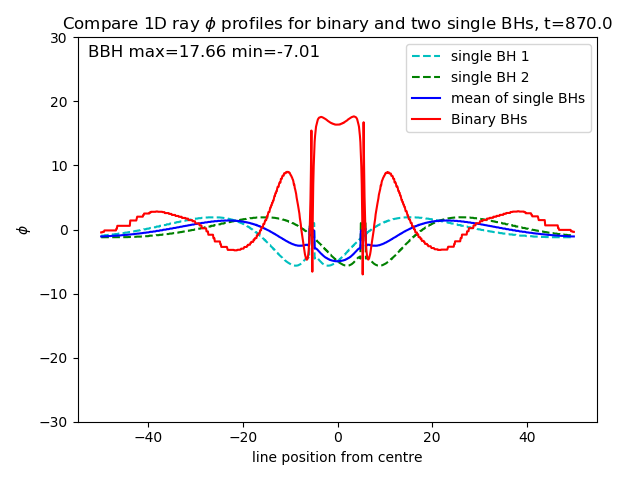 Compare 1D ray ϕ profiles for binary and two single BHs, t=870.0
BBH max=17.66 min=-7.01
single BH 1
single BH 2
mean of single BHs
Binary BHs
30
20
10
0
−10
−20
−30
ϕ
−40
−20
0
20
40
line position from centre